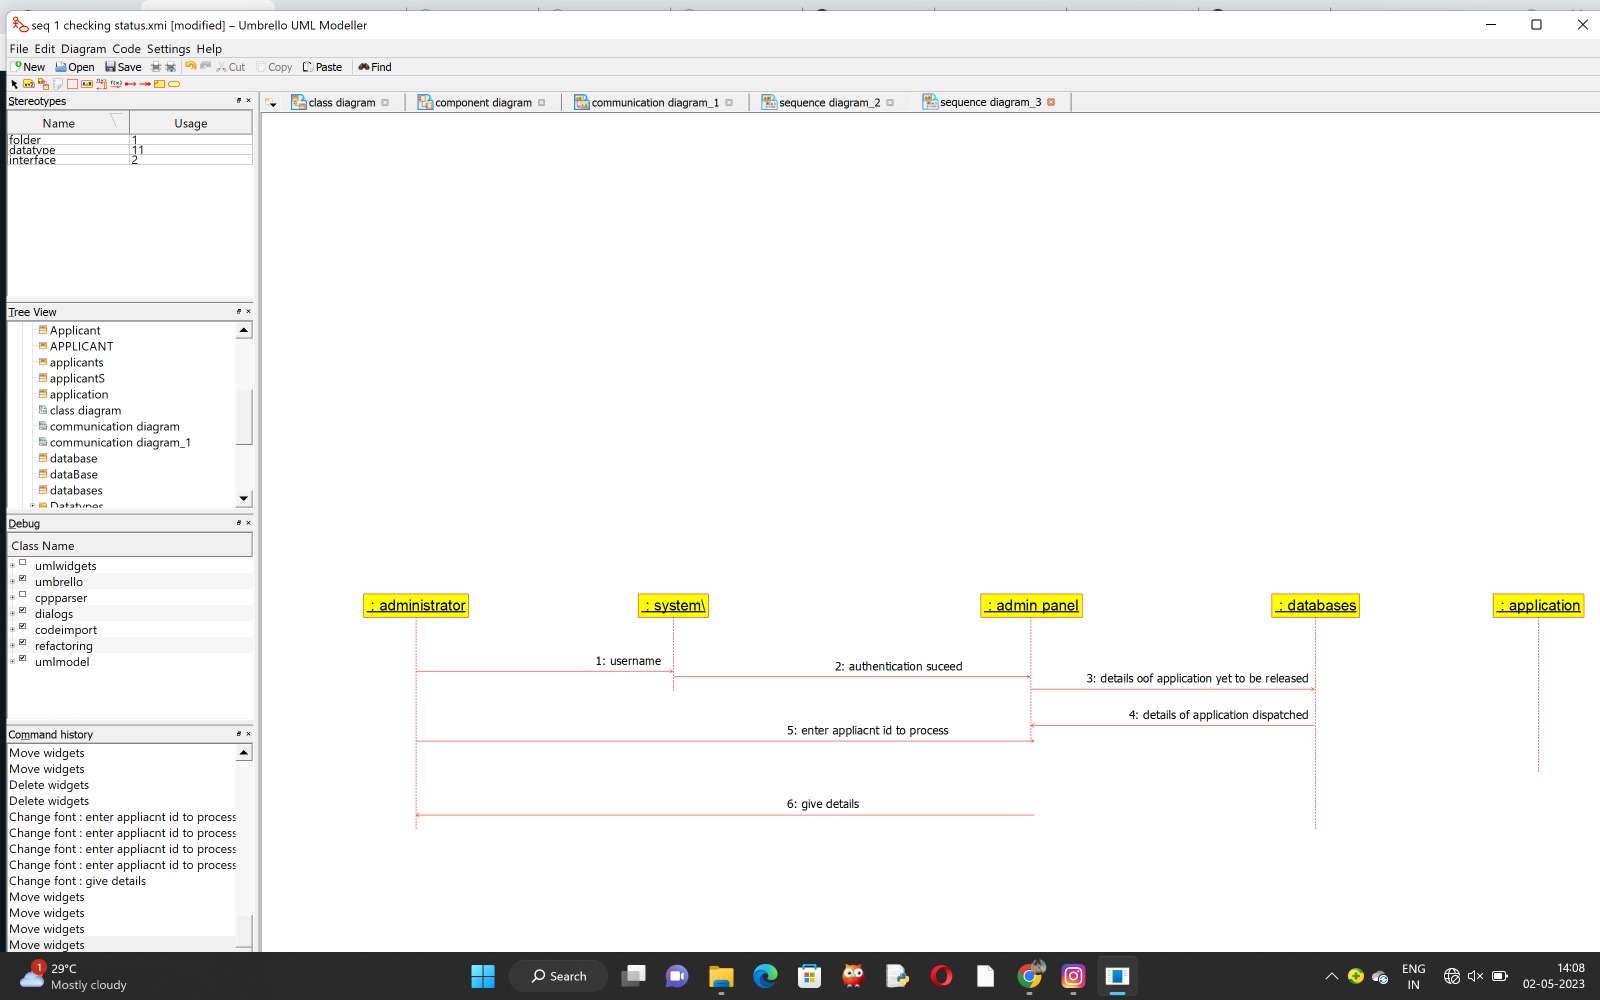 seq 1 checking status.xmi [modified] – Umbrello UML Modeller
File Edit Diagram Code Settings Help
New Open Save Cut Copy Paste Find
Stereotypes
class diagram component diagram communication diagram_1 sequence diagram_2 sequence diagram_3
Name Usage
folder 1
datatype 11
interface 2
Tree View
Applicant
APPLICANT
applicants
applicantS
application
class diagram
communication diagram
communication diagram_1
database
dataBase
databases
Datatypes
Debug
Class Name
umlwidgets
umbrello
cppparser
dialogs
codeimport
refactoring
umlmodel
Command history
Move widgets
Move widgets
Delete widgets
Delete widgets
Change font : enter appliacnt id to process
Change font : enter appliacnt id to process
Change font : enter appliacnt id to process
Change font : enter appliacnt id to process
Change font : give details
Move widgets
Move widgets
Move widgets
Move widgets
: administrator : system\ : admin panel : databases : application
1: username
2: authentication suceed
3: details oof application yet to be released
4: details of application dispatched
5: enter appliacnt id to process
6: give details
1
29°C
Mostly cloudy
Search
ENG
IN
14:08
02-05-2023